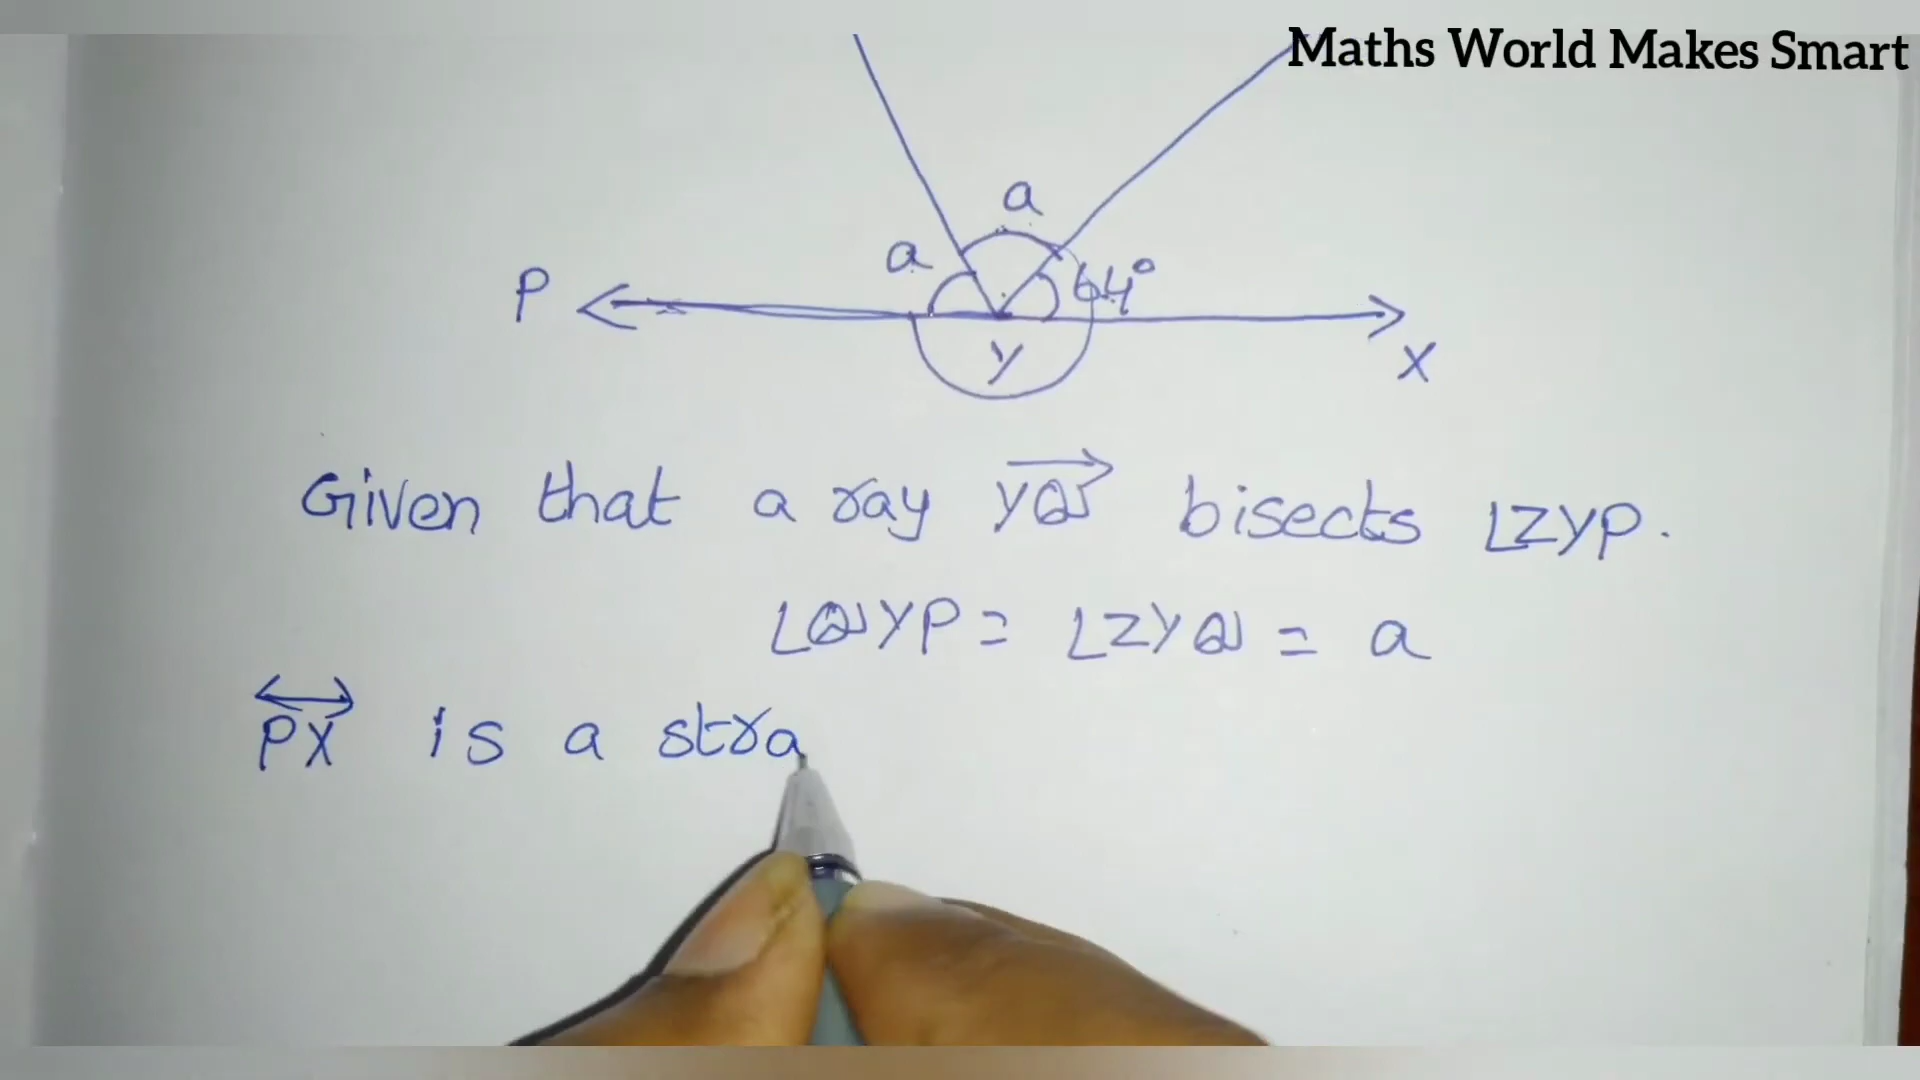 Maths World Makes Smart
a
a 64°
P
Y
X
Given that a ray YQ bisects ∠ZYP.
∠QYP = ∠ZYQ = a
PX is a stra